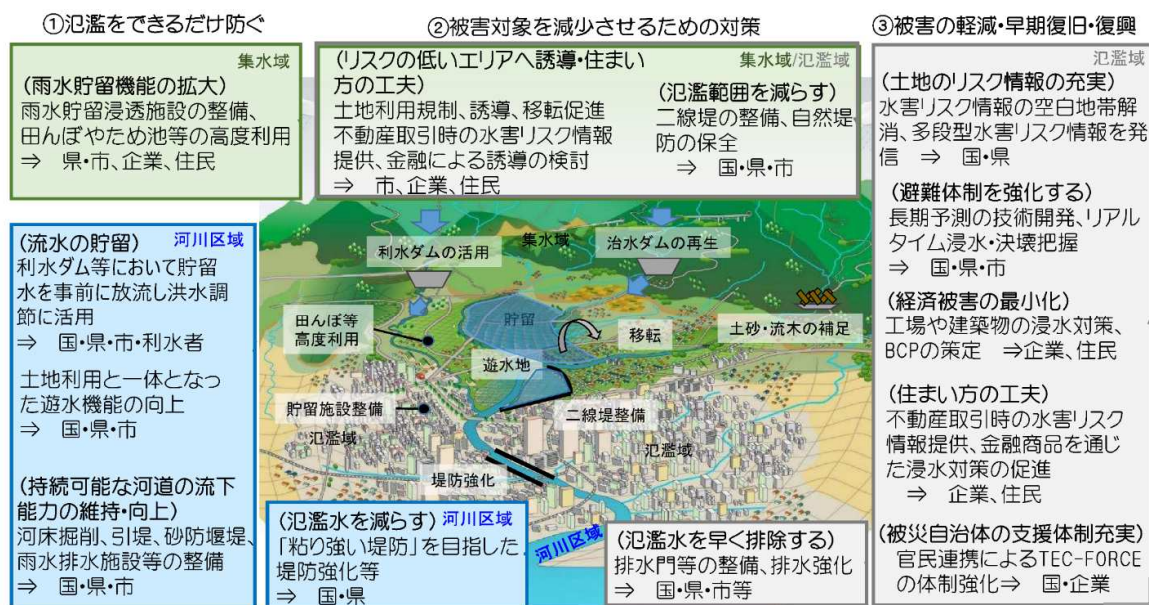 ①氾濫をできるだけ防ぐ
集水域
(雨水貯留機能の拡大)
雨水貯留浸透施設の整備、
田んぼやため池等の高度利用
⇒ 県・市、企業、住民
河川区域
(流水の貯留)
利水ダム等において貯留
水を事前に放流し洪水調
節に活用
⇒ 国・県・市・利水者
土地利用と一体となっ
た遊水機能の向上
⇒ 国・県・市
(持続可能な河道の流下
能力の維持・向上)
河床掘削、引堤、砂防堰堤、
雨水排水施設等の整備
⇒ 国・県・市
②被害対象を減少させるための対策
集水域/氾濫域
(リスクの低いエリアへ誘導・住まい
方の工夫)
土地利用規制、誘導、移転促進
不動産取引時の水害リスク情報
提供、金融による誘導の検討
⇒ 市、企業、住民
(氾濫範囲を減らす)
二線堤の整備、自然堤
防の保全
⇒ 国・県・市
利水ダムの活用
集水域
治水ダムの再生
貯留
田んぼ等
高度利用
移転
土砂・流木の補足
遊水地
貯留施設整備
二線堤整備
氾濫域
氾濫域
堤防強化
河川区域
(氾濫水を減らす) 河川区域
「粘り強い堤防」を目指した
堤防強化等
⇒ 国・県
(氾濫水を早く排除する)
排水門等の整備、排水強化
⇒ 国・県・市等
③被害の軽減・早期復旧・復興
氾濫域
(土地のリスク情報の充実)
水害リスク情報の空白地帯解
消、多段型水害リスク情報を発
信 ⇒ 国・県
(避難体制を強化する)
長期予測の技術開発、リアル
タイム浸水・決壊把握
⇒ 国・県・市
(経済被害の最小化)
工場や建築物の浸水対策、
BCPの策定 ⇒企業、住民
(住まい方の工夫)
不動産取引時の水害リスク
情報提供、金融商品を通じ
た浸水対策の促進
⇒ 企業、住民
(被災自治体の支援体制充実)
官民連携によるTEC-FORCE
の体制強化⇒ 国・企業